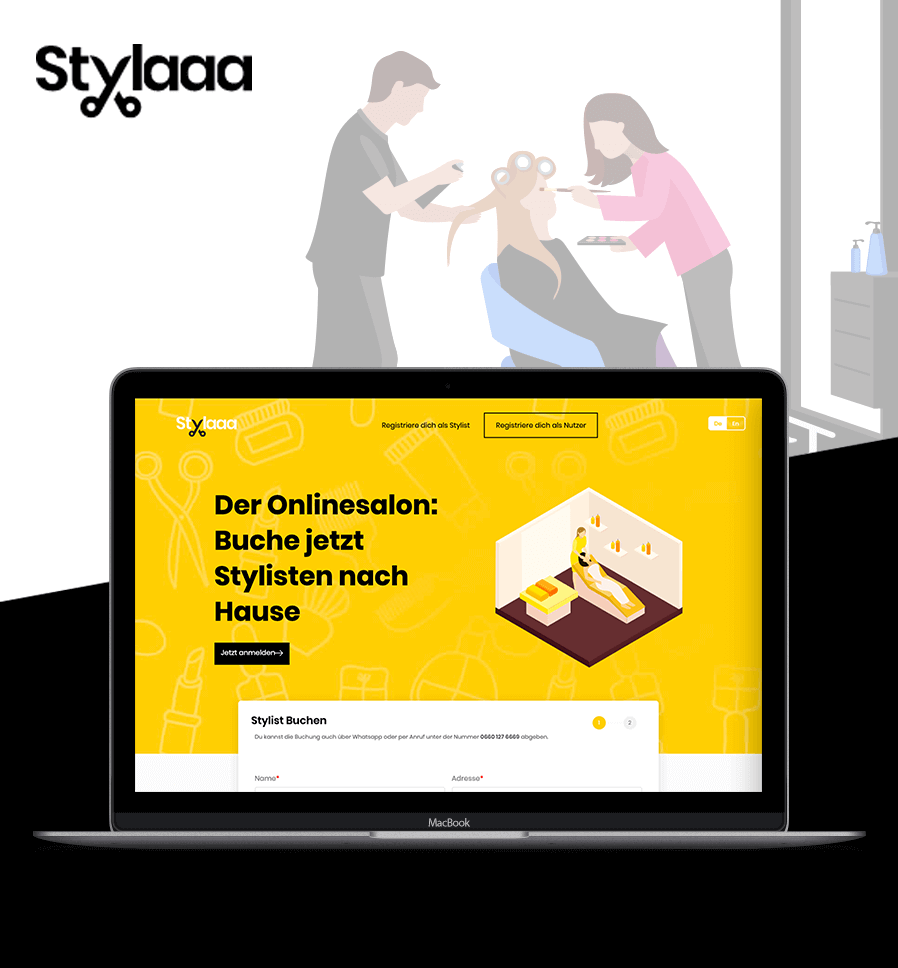 Stylaaa
Stylaaa
Registriere dich als Stylist
Registriere dich als Nutzer
De
En
Der Onlinesalon:
Buche jetzt
Stylisten nach
Hause
Jetzt anmelden
Stylist Buchen
1
2
Du kannst die Buchung auch über Whatsapp oder per Anruf unter der Nummer 0660 127 6669 abgeben.
Name*
Adresse*
MacBook